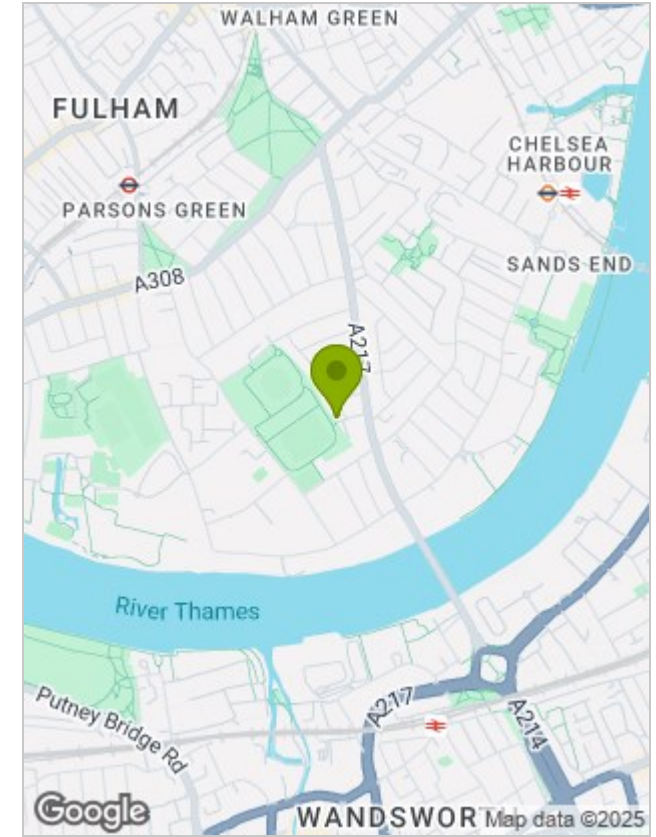 WALHAM GREEN
FULHAM
CHELSEA
HARBOUR
PARSONS GREEN
SANDS END
A308
A217
River Thames
Putney Bridge Rd
A217
A214
Google
WANDSWORTH
Map data ©2025